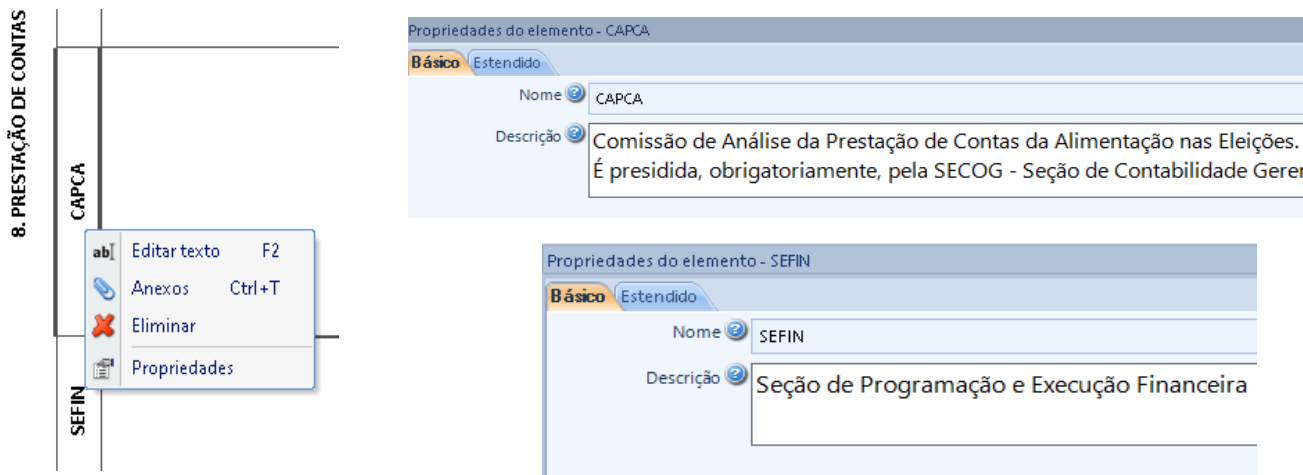 8. PRESTAÇÃO DE CONTAS
CAPCA
SEFIN
ab Editar texto F2
Anexos Ctrl+T
Eliminar
Propriedades
Propriedades do elemento - CAPCA
Básico Estendido
Nome CAPCA
Descrição Comissão de Análise da Prestação de Contas da Alimentação nas Eleições.
É presidida, obrigatoriamente, pela SECOG - Seção de Contabilidade
Propriedades do elemento - SEFIN
Básico Estendido
Nome SEFIN
Descrição Seção de Programação e Execução Financeira